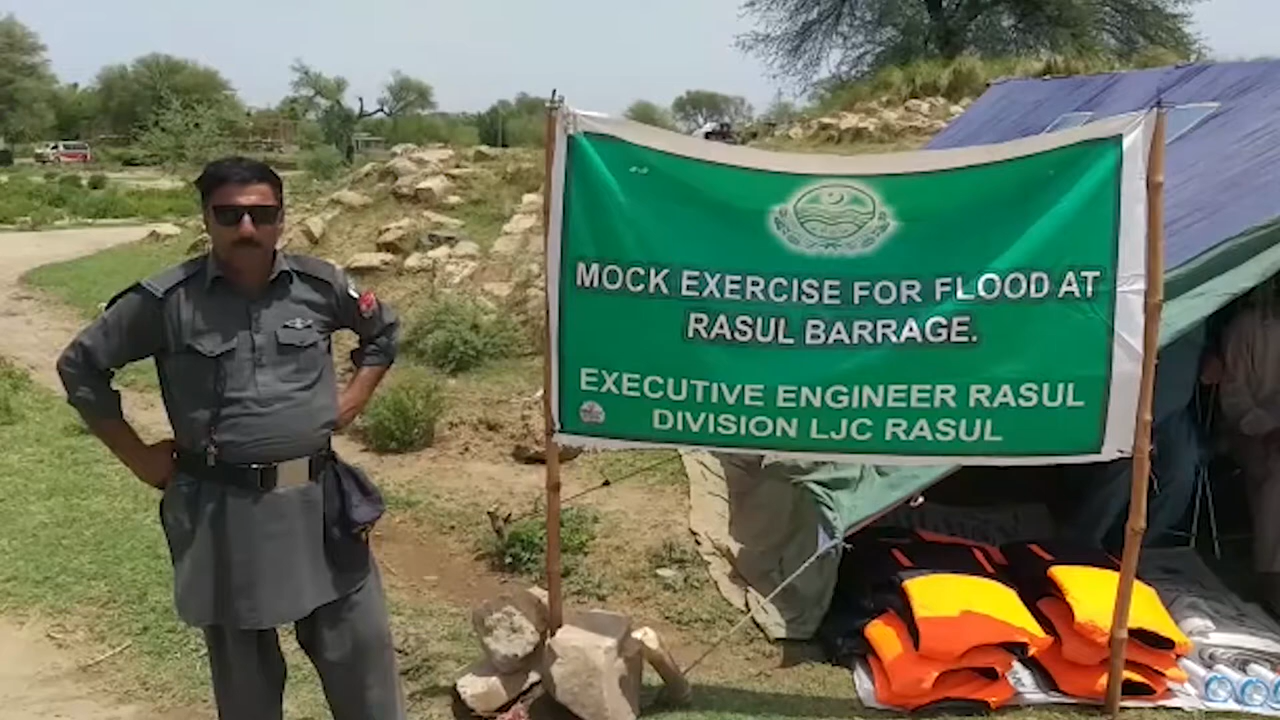 MOCK EXERCISE FOR FLOOD AT
RASUL BARRAGE.
EXECUTIVE ENGINEER RASUL
DIVISION LJC RASUL